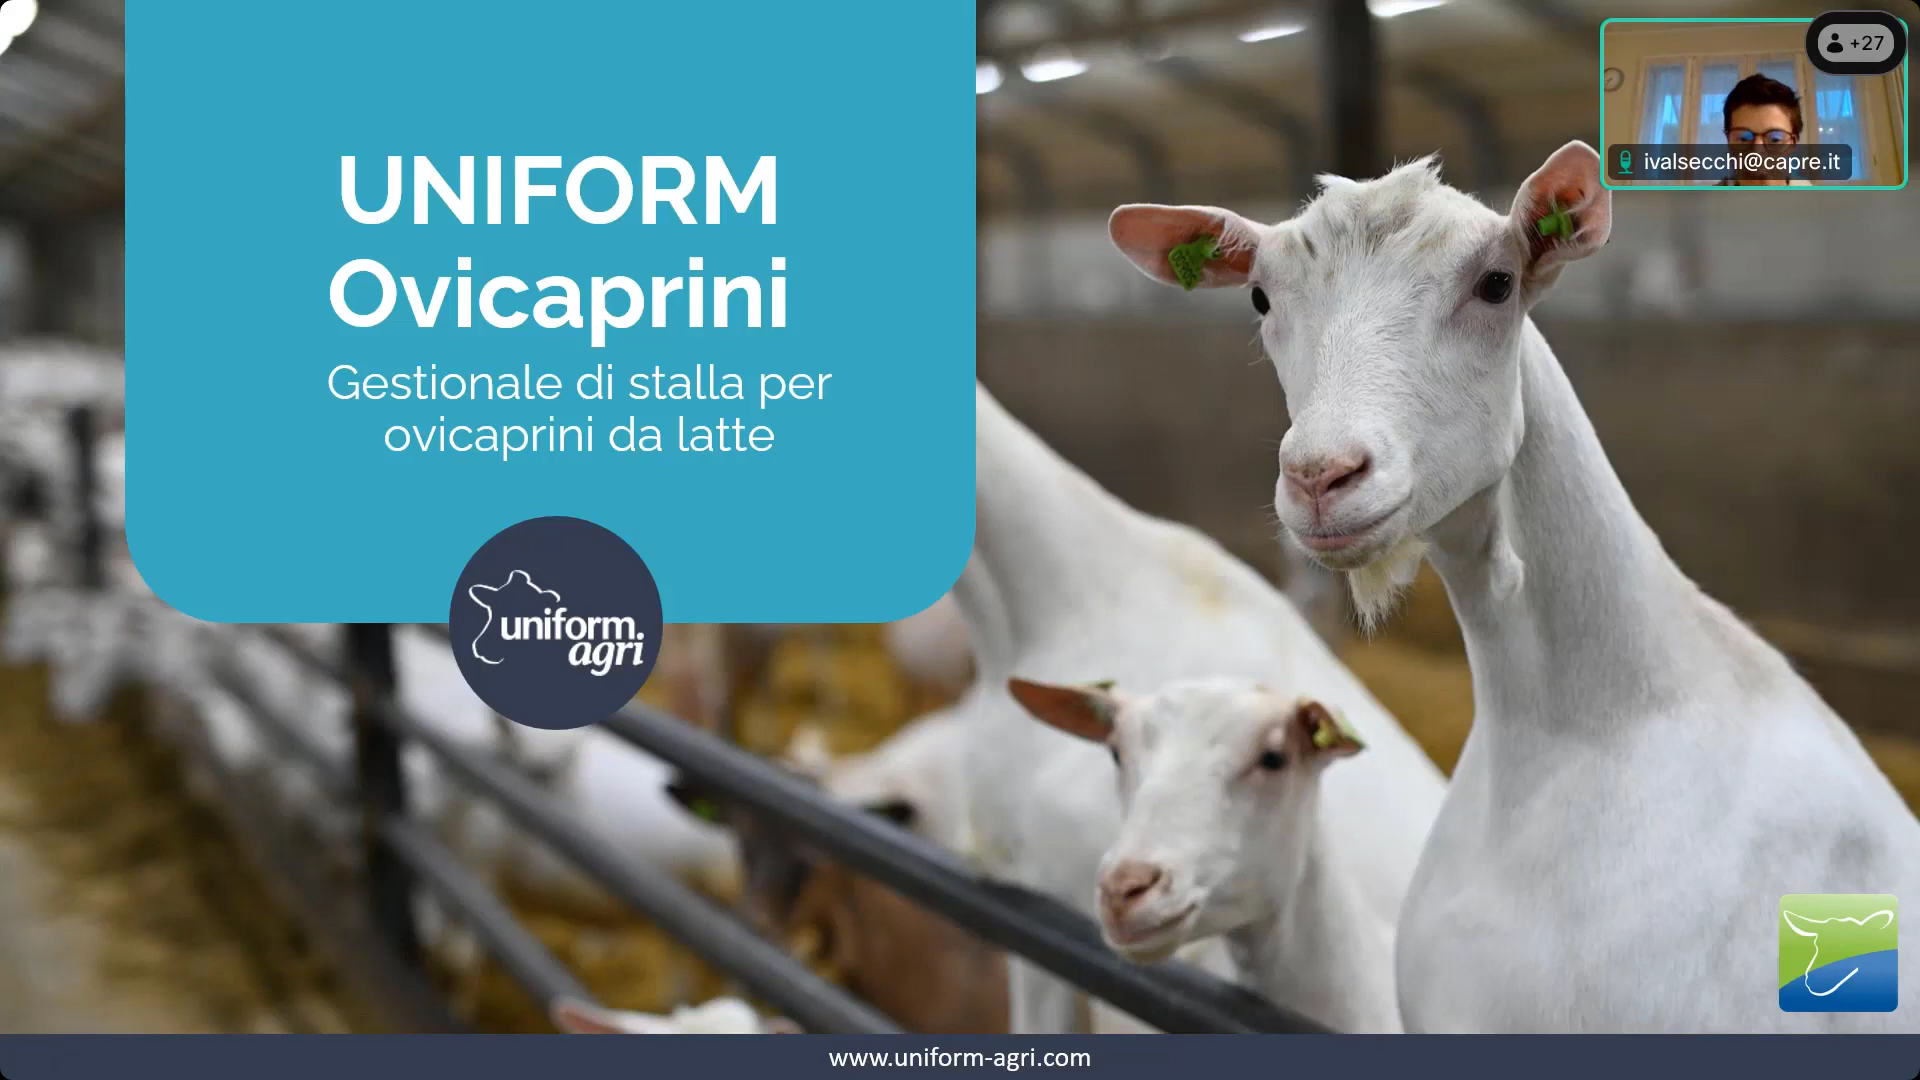 UNIFORM
Ovicaprini
Gestionale di stalla per
ovicaprini da latte
uniform.
agri
+27
ivalsecchi@capre.it
www.uniform-agri.com